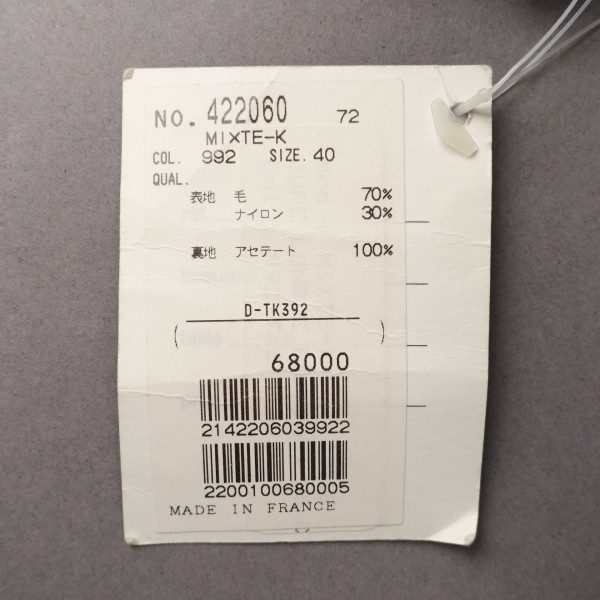 NO. 422060 72
MIXTE-K
COL. 992 SIZE. 40
QUAL.
表地 毛 70%
ナイロン 30%
裏地 アセテート 100%
D-TK392
( )
68000
2142206039922
2200100680005
MADE IN FRANCE